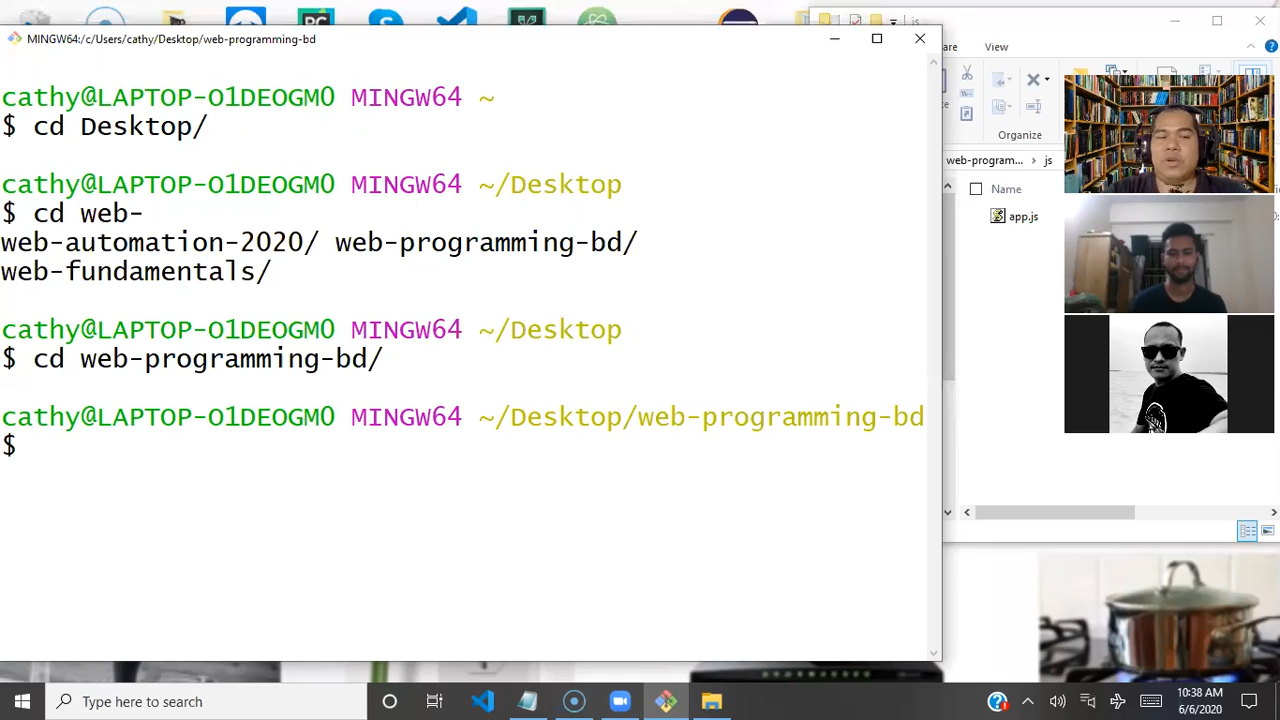 PC
js
MINGW64:/c/Users/cathy/Desktop/web-programming-bd
are
View
cathy@LAPTOP-O1DEOGM0 MINGW64 ~
$ cd Desktop/
Organize
web-program... › js
cathy@LAPTOP-O1DEOGM0 MINGW64 ~/Desktop
$ cd web-
web-automation-2020/ web-programming-bd/
web-fundamentals/
Name
app.js
cathy@LAPTOP-O1DEOGM0 MINGW64 ~/Desktop
$ cd web-programming-bd/
cathy@LAPTOP-O1DEOGM0 MINGW64 ~/Desktop/web-programming-bd
$
Type here to search
10:38 AM
6/6/2020